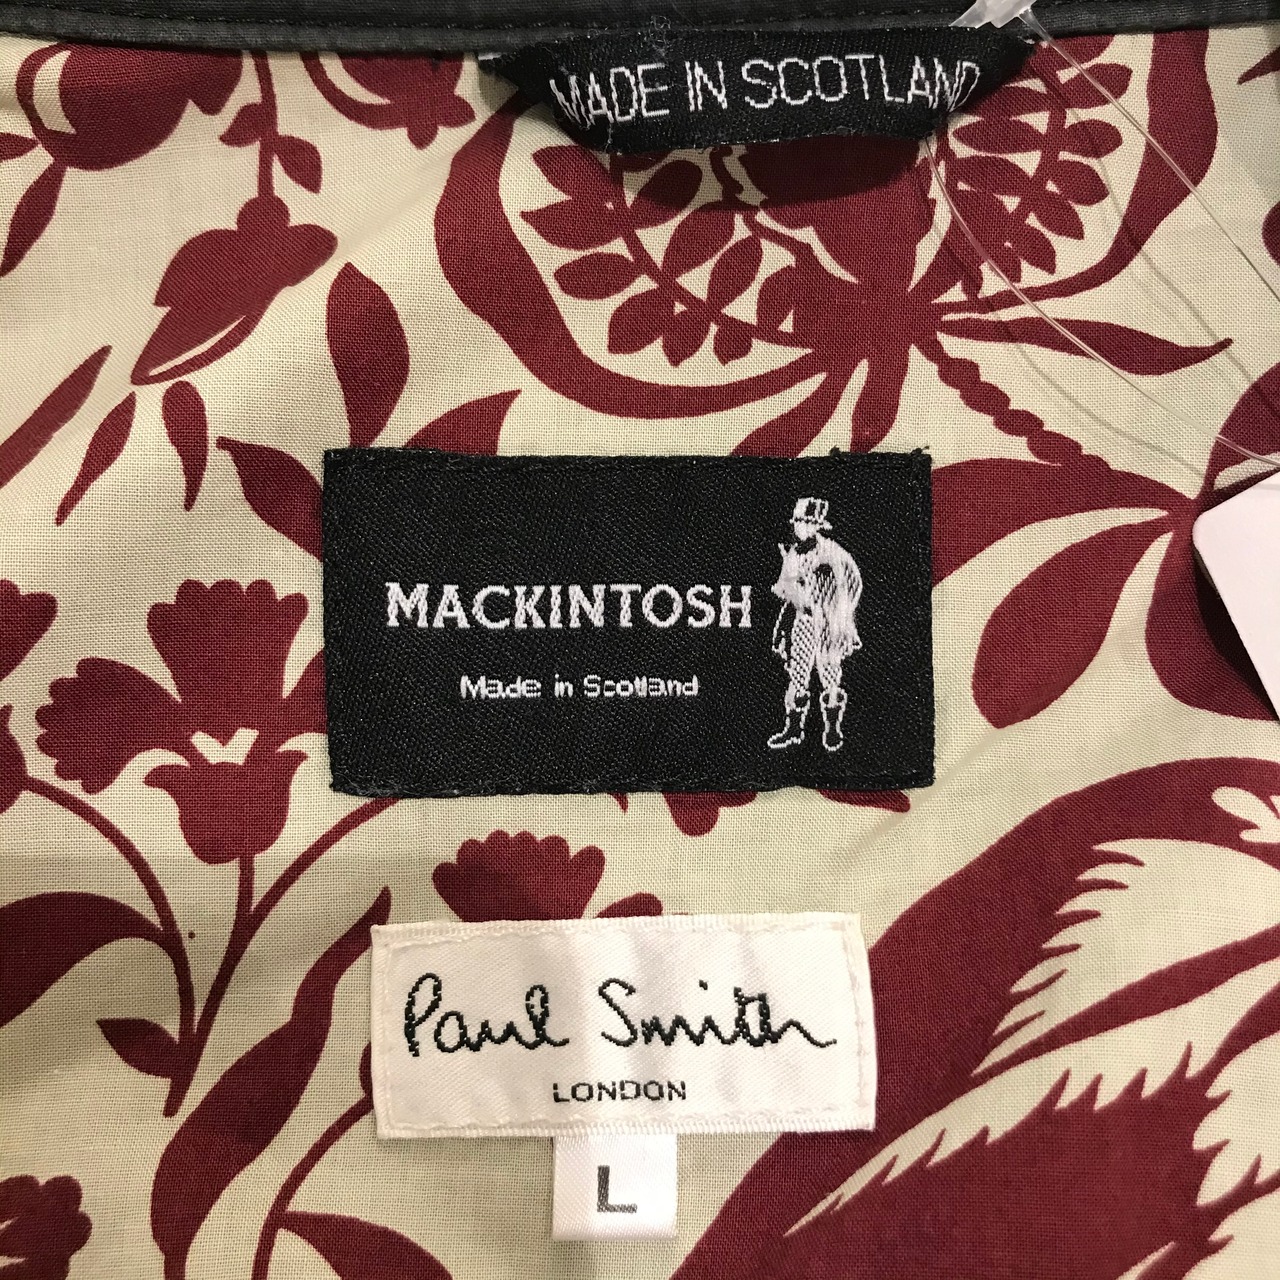 MADE IN SCOTLAND
MACKINTOSH
Made in Scotland
Paul Smith
LONDON
L